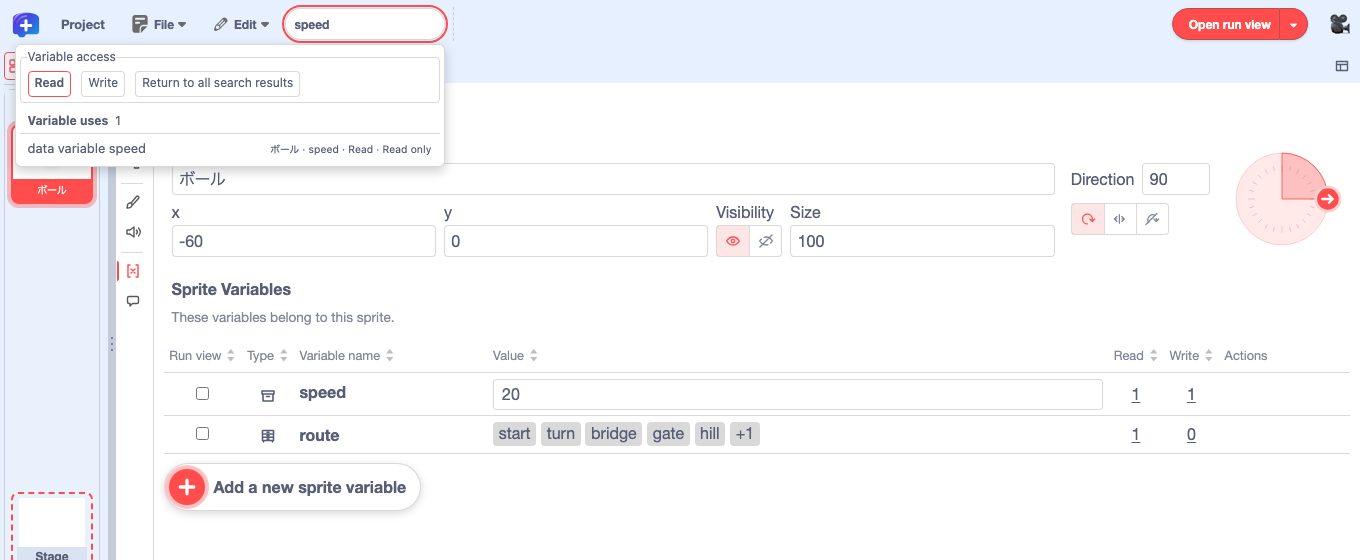 Project File Edit speed Open run view
Variable access
Read Write Return to all search results
Variable uses 1
data variable speed ボール · speed · Read · Read only
ボール
ボール
Direction 90
x y Visibility Size
-60 0 100
Sprite Variables
These variables belong to this sprite.
Run view Type Variable name Value Read Write Actions
speed 20 1 1
route start turn bridge gate hill +1 1 0
Add a new sprite variable
Stage